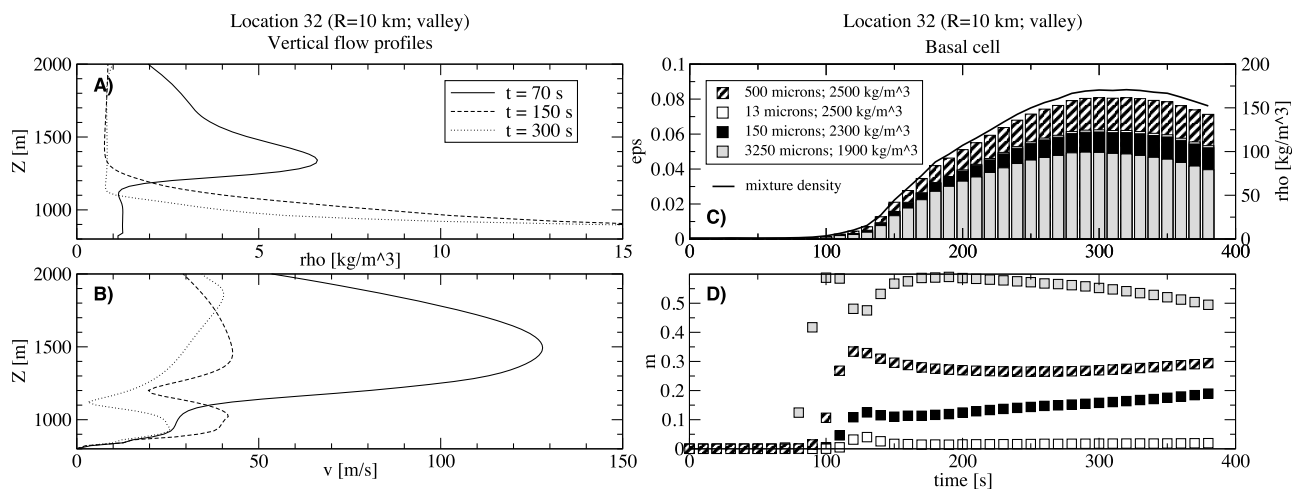 Location 32 (R=10 km; valley)
Vertical flow profiles
A)
2000
1500
1000
Z [m]
t = 70 s
t = 150 s
t = 300 s
0
5
10
15
rho [kg/m^3]
B)
2000
1500
1000
Z [m]
0
50
100
150
v [m/s]
Location 32 (R=10 km; valley)
Basal cell
0.1
0.08
0.06
0.04
0.02
0
eps
500 microns; 2500 kg/m^3
13 microns; 2500 kg/m^3
150 microns; 2300 kg/m^3
3250 microns; 1900 kg/m^3
mixture density
C)
200
150
100
50
0
rho [kg/m^3]
0
100
200
300
400
D)
0.5
0.4
0.3
0.2
0.1
0
m
0
100
200
300
400
time [s]